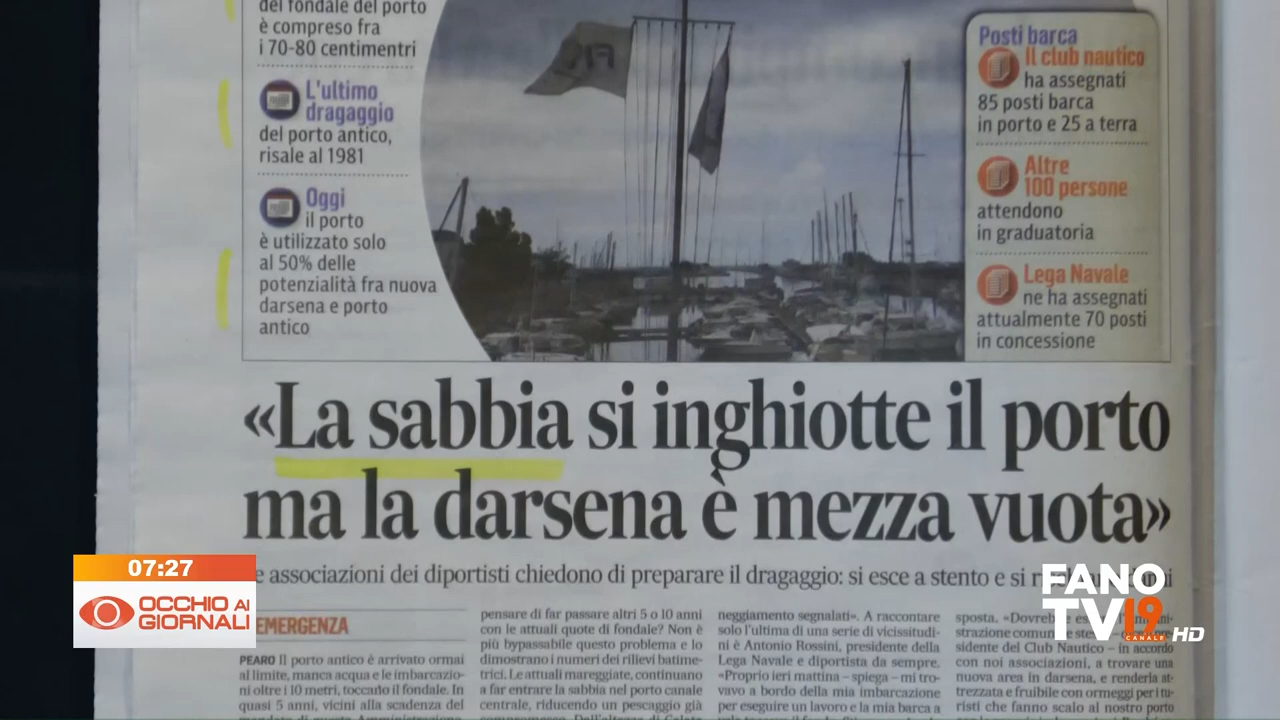 del fondale del porto
è compreso fra
i 70-80 centimentri
L'ultimo
dragaggio
del porto antico,
risale al 1981
Oggi
il porto
è utilizzato solo
al 50% delle
potenzialità fra nuova
darsena e porto
antico
Posti barca
Il club nautico
ha assegnati
85 posti barca
in porto e 25 a terra
Altre
100 persone
attendono
in graduatoria
Lega Navale
ne ha assegnati
attualmente 70 posti
in concessione
«La sabbia si inghiotte il porto
ma la darsena è mezza vuota»
e associazioni dei diportisti chiedono di preparare il dragaggio: si esce a stento e si
EMERGENZA
PEARO Il porto antico è arrivato ormai
al limite, manca acqua e le imbarcazio-
ni oltre i 10 metri, toccano il fondale. In
quasi 5 anni, vicini alla scadenza del
pensare di far passare altri 5 o 10 anni
con le attuali quote di fondale? Non è
più bypassabile questo problema e lo
dimostrano i numeri dei rilievi batime-
trici. Le attuali mareggiate, continuano
a far entrare la sabbia nel porto canale
centrale, riducendo un pescaggio già
neggiamento segnalati». A raccontare
solo l'ultima di una serie di vicissitudi-
ni è Antonio Rossini, presidente della
Lega Navale e diportista da sempre.
«Proprio ieri mattina – spiega – mi tro-
vavo a bordo della mia imbarcazione
per eseguire un lavoro e la mia barca a
sposta. «Dovrebbe
strazione comun
sidente del Club Nautico – in accordo
con noi associazioni, a trovare una
nuova area in darsena, e renderla at-
trezzata e fruibile con ormeggi per i tu-
risti che fanno scalo al nostro porto
07:27
OCCHIO AI
GIORNALI
FANO
TV19
CANALE HD